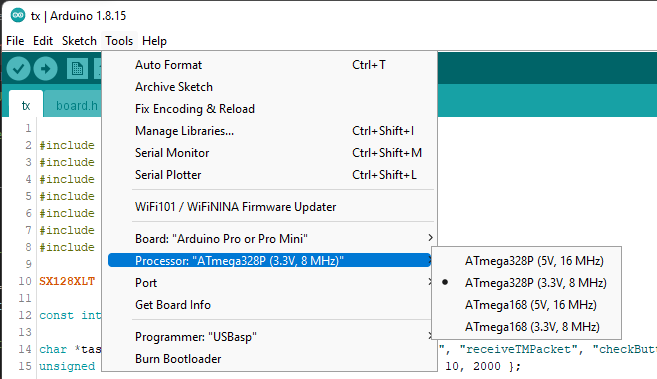 tx | Arduino 1.8.15
File Edit Sketch Tools Help
tx board.h
Auto Format Ctrl+T
Archive Sketch
Fix Encoding & Reload
Manage Libraries... Ctrl+Shift+I
Serial Monitor Ctrl+Shift+M
Serial Plotter Ctrl+Shift+L
WiFi101 / WiFiNINA Firmware Updater
Board: "Arduino Pro or Pro Mini"
Processor: "ATmega328P (3.3V, 8 MHz)"
Port
Get Board Info
Programmer: "USBasp"
Burn Bootloader
ATmega328P (5V, 16 MHz)
ATmega328P (3.3V, 8 MHz)
ATmega168 (5V, 16 MHz)
ATmega168 (3.3V, 8 MHz)
1
2 #include
3 #include
4 #include
5 #include
6 #include
7 #include
8 #include
9
10 SX128XLT
11
12 const int
13
14 char *tas ", "receiveTMPacket", "checkButt
15 unsigned 10, 2000 };